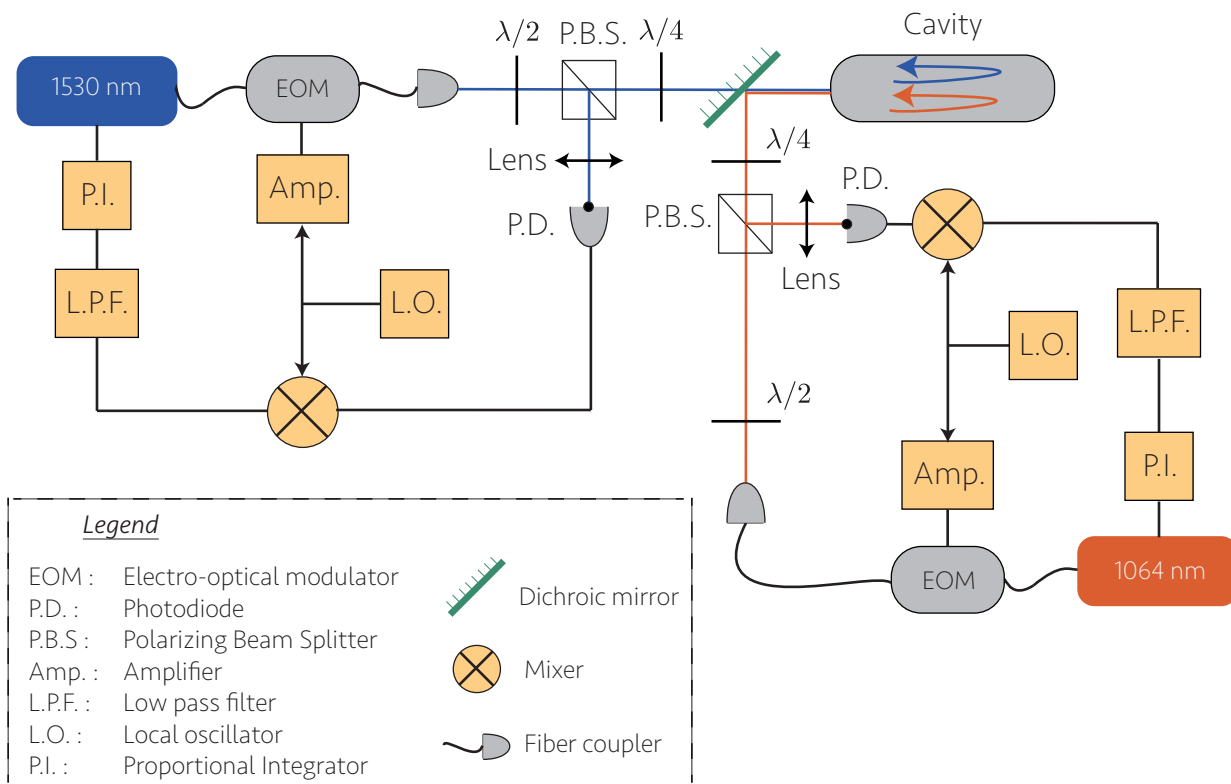 Cavity
λ/2
P.B.S.
λ/4
1530 nm
EOM
Lens
P.I.
Amp.
P.D.
λ/4
P.D.
P.B.S.
Lens
L.P.F.
L.O.
L.O.
L.P.F.
λ/2
Amp.
P.I.
EOM
1064 nm
Legend
EOM : Electro-optical modulator
P.D. : Photodiode
P.B.S : Polarizing Beam Splitter
Amp. : Amplifier
L.P.F. : Low pass filter
L.O. : Local oscillator
P.I. : Proportional Integrator
Dichroic mirror
Mixer
Fiber coupler